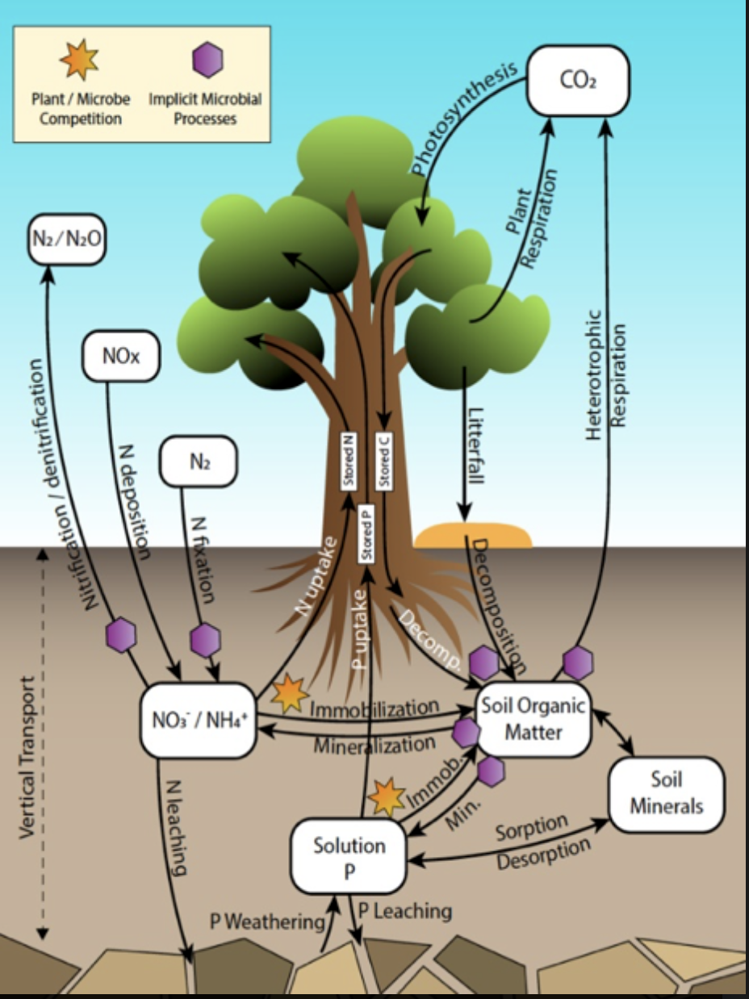 Plant / Microbe
Competition
Implicit Microbial
Processes
CO₂
Photosynthesis
Plant
Respiration
N₂/N₂O
NOx
N₂
Heterotrophic
Respiration
Nitrification / denitrification
N deposition
N fixation
Litterfall
Stored N
Stored C
Stored P
N uptake
P uptake
Decomp.
Decomposition
Vertical Transport
NO₃⁻ / NH₄⁺
Immobilization
Mineralization
Soil Organic
Matter
Immob.
Min.
Soil
Minerals
Sorption
Desorption
N leaching
Solution
P
P Weathering
P Leaching